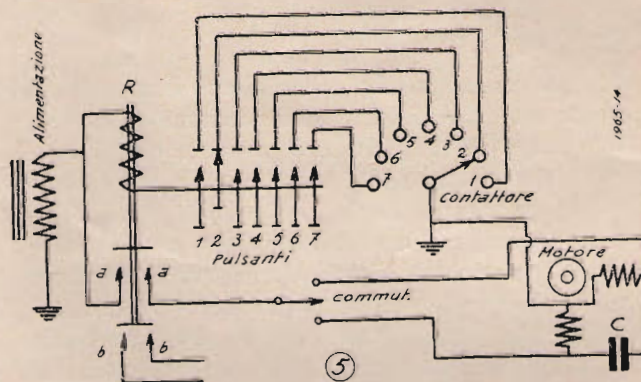 Alimentazione
R
1 2 3 4 5 6 7
Pulsanti
7 6 5 4 3 2 1
contattore
1965-14
a a
b b
commut.
Motore
C
5